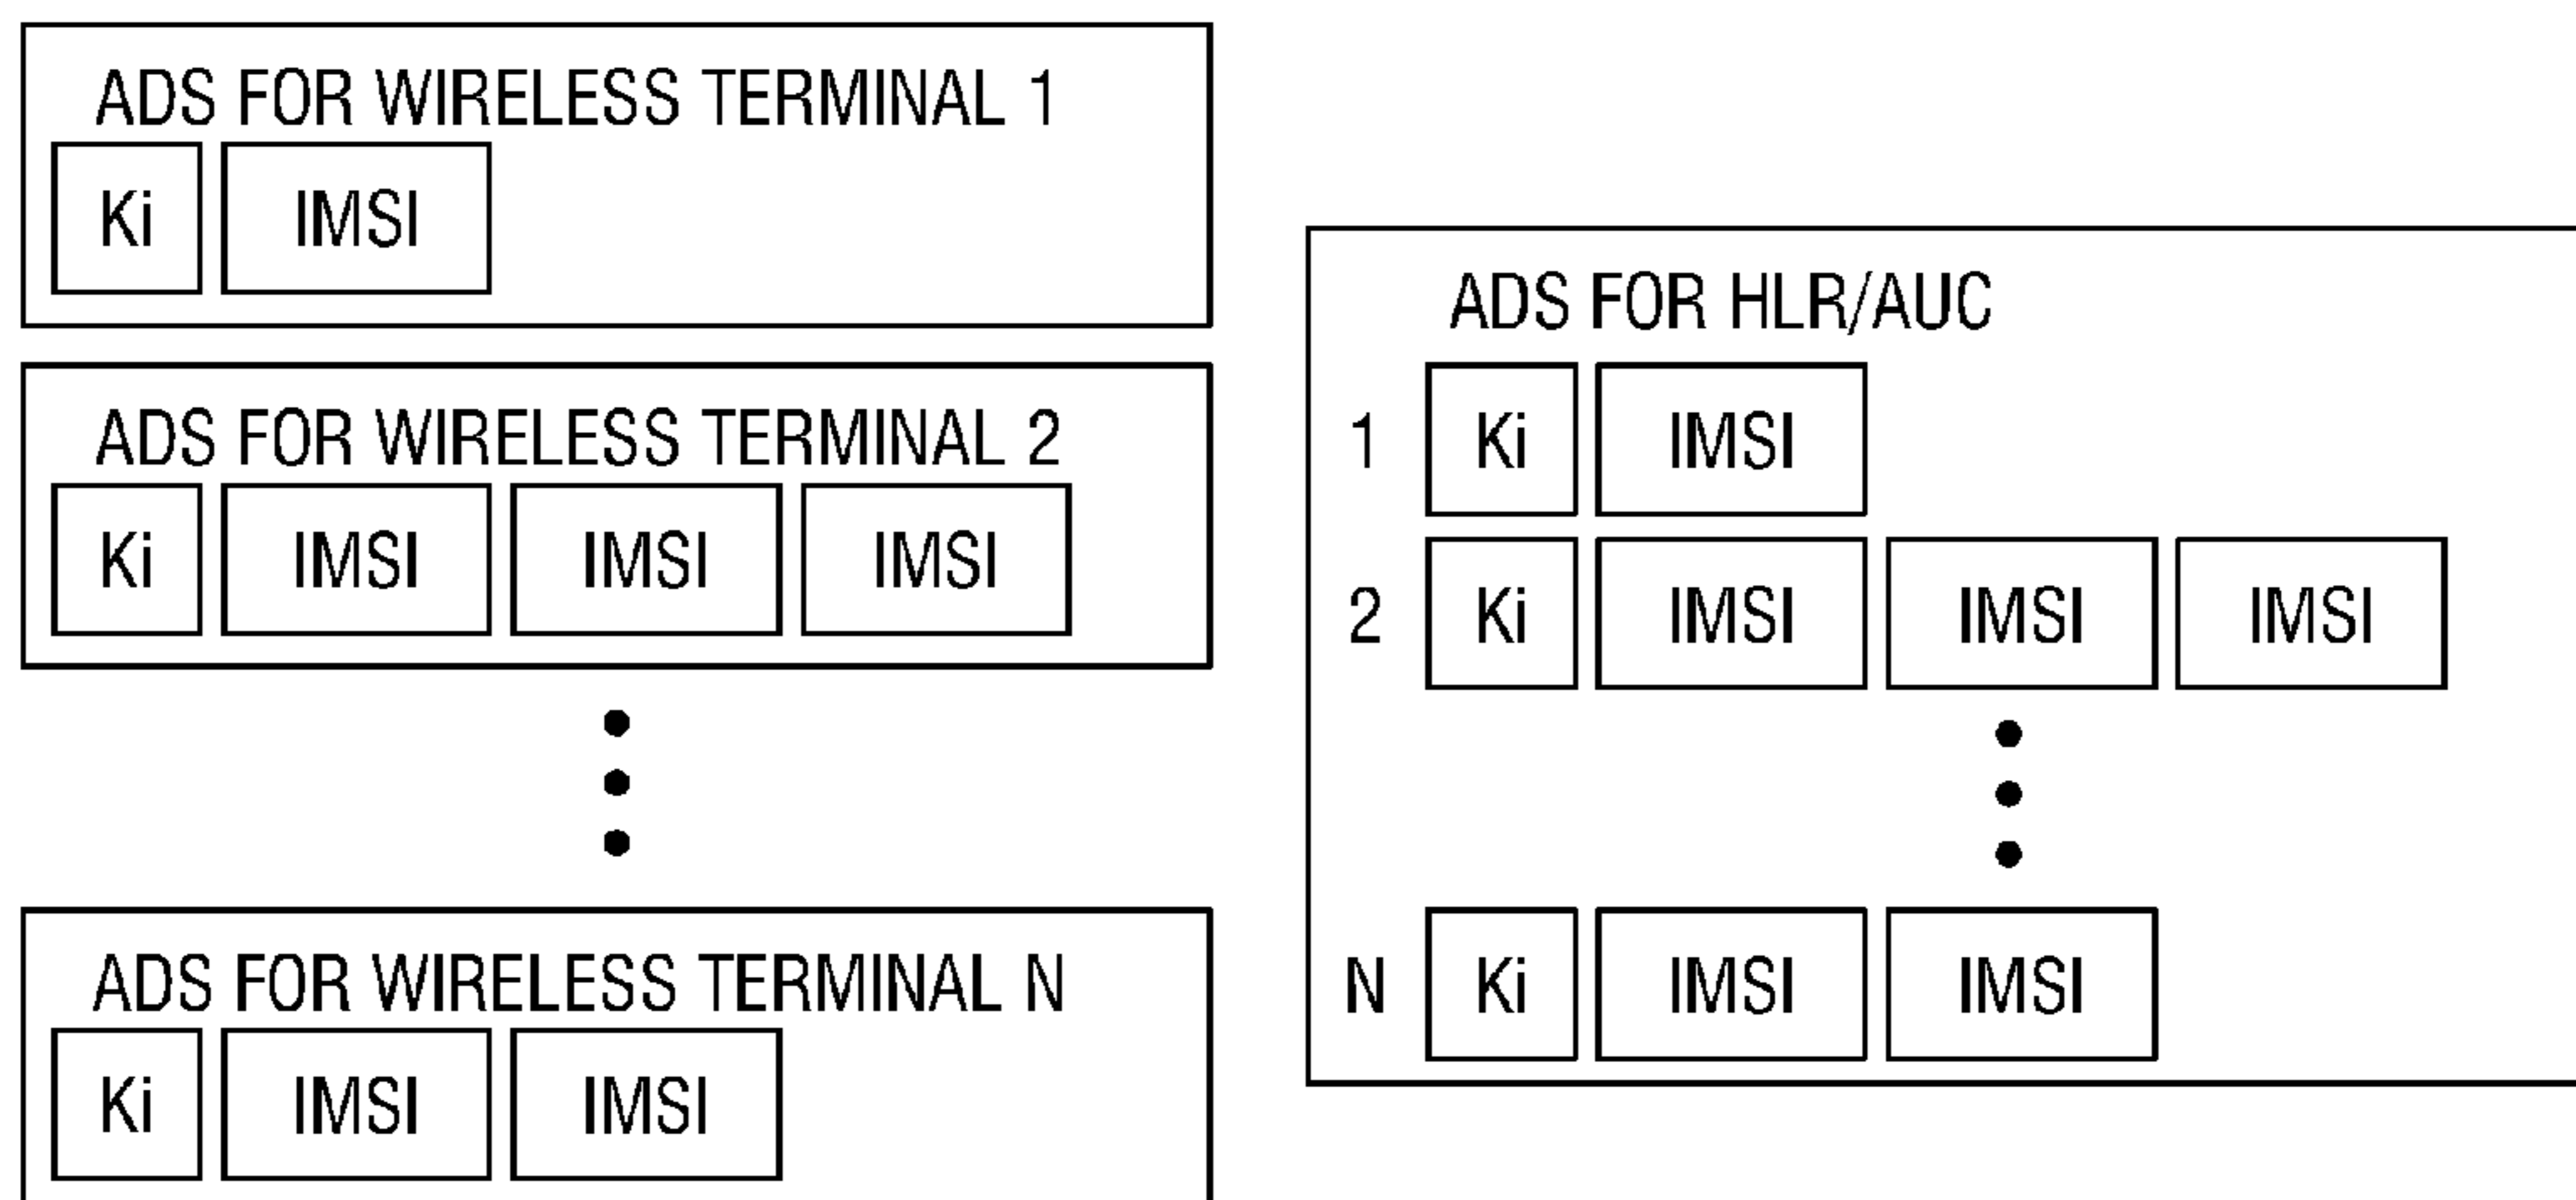 ADS FOR WIRELESS TERMINAL 1
Ki IMSI
ADS FOR WIRELESS TERMINAL 2
Ki IMSI IMSI IMSI
ADS FOR WIRELESS TERMINAL N
Ki IMSI IMSI
ADS FOR HLR/AUC
1 Ki IMSI
2 Ki IMSI IMSI IMSI
N Ki IMSI IMSI